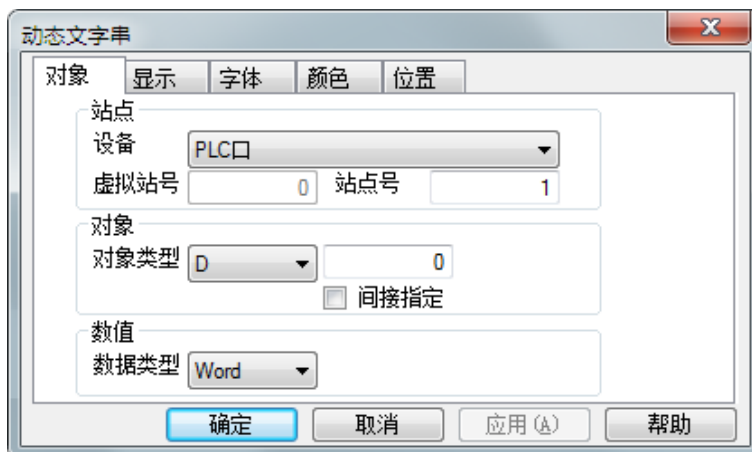 动态文字串
对象 显示 字体 颜色 位置
站点
设备 PLC口
虚拟站号 0 站点号 1
对象
对象类型 D 0
间接指定
数值
数据类型 Word
确定 取消 应用(A) 帮助